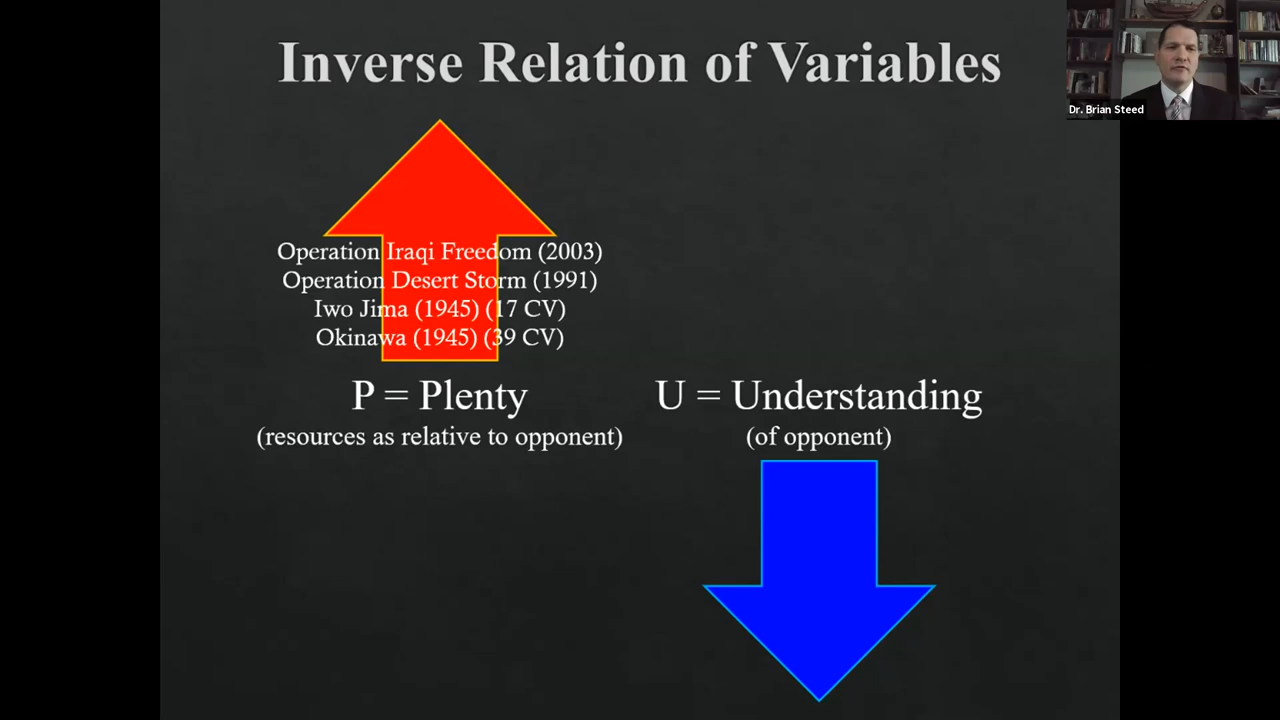 Inverse Relation of Variables
Dr. Brian Steed
Operation Iraqi Freedom (2003)
Operation Desert Storm (1991)
Iwo Jima (1945) (17 CV)
Okinawa (1945) (39 CV)
P = Plenty
(resources as relative to opponent)
U = Understanding
(of opponent)